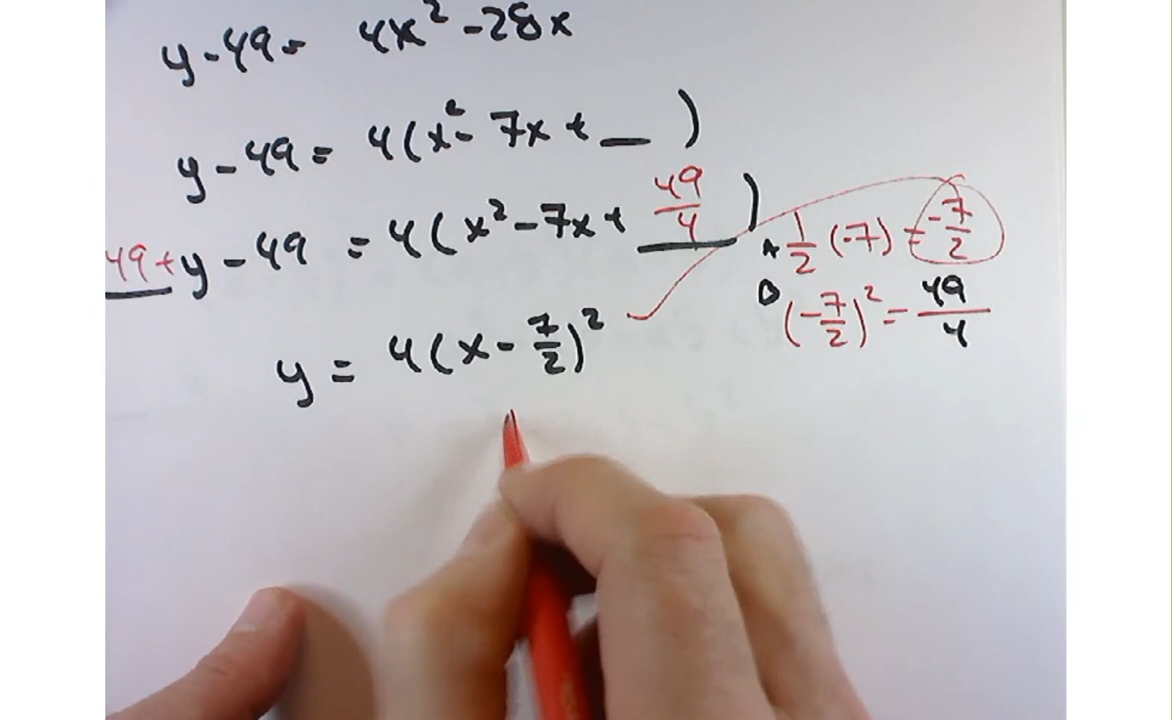 y - 49 = 4x² - 28x
y - 49 = 4(x² - 7x + __ )
49 + y - 49 = 4(x² - 7x + 49/4 )
A 1/2 (-7) = -7/2
B (-7/2)² = 49/4
y = 4(x - 7/2)²